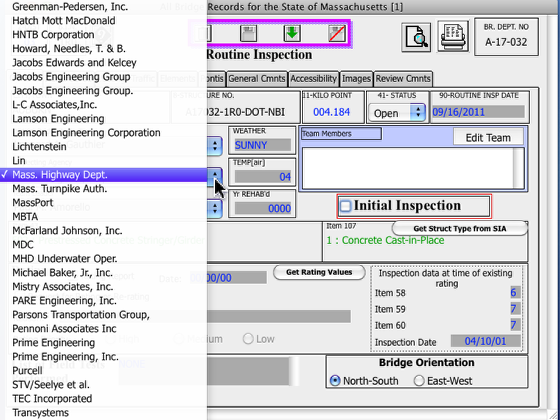 Greenman-Pedersen, Inc.
Hatch Mott MacDonald
HNTB Corporation
Howard, Needles, T. & B.
Jacobs Edwards and Kelcey
Jacobs Engineering Group
Jacobs Engineering Group.
L-C Associates,Inc.
Lamson Engineering
Lamson Engineering Corporation
Lichtenstein
Lin
✓ Mass. Highway Dept.
Mass. Turnpike Auth.
MassPort
MBTA
McFarland Johnson, Inc.
MDC
MHD Underwater Oper.
Michael Baker, Jr., Inc.
Mistry Associates, Inc.
PARE Engineering, Inc.
Parsons Transportation Group,
Pennoni Associates Inc
Prime Engineering
Prime Engineering, Inc.
Purcell
STV/Seelye et al.
TEC Incorporated
Transystems
Records for the State of Massachusetts [1]
BR. DEPT. NO
A-17-032
Routine Inspection
General Cmnts
Accessibility
Images
Review Cmnts
11-KILO POINT
41- STATUS
90-ROUTINE INSP DATE
032-1R0-DOT-NBI
004.184
Open
09/16/2011
WEATHER
SUNNY
TEMP[air]
04
Yr REHAB'd
0000
Team Members
Edit Team
Initial Inspection
Item 107
Get Struct Type from SIA
1 : Concrete Cast-in-Place
Get Rating Values
Inspection data at time of existing
rating
Item 58 6
Item 59 7
Item 60 7
Inspection Date 04/10/01
Medium
Low
Bridge Orientation
North-South
East-West